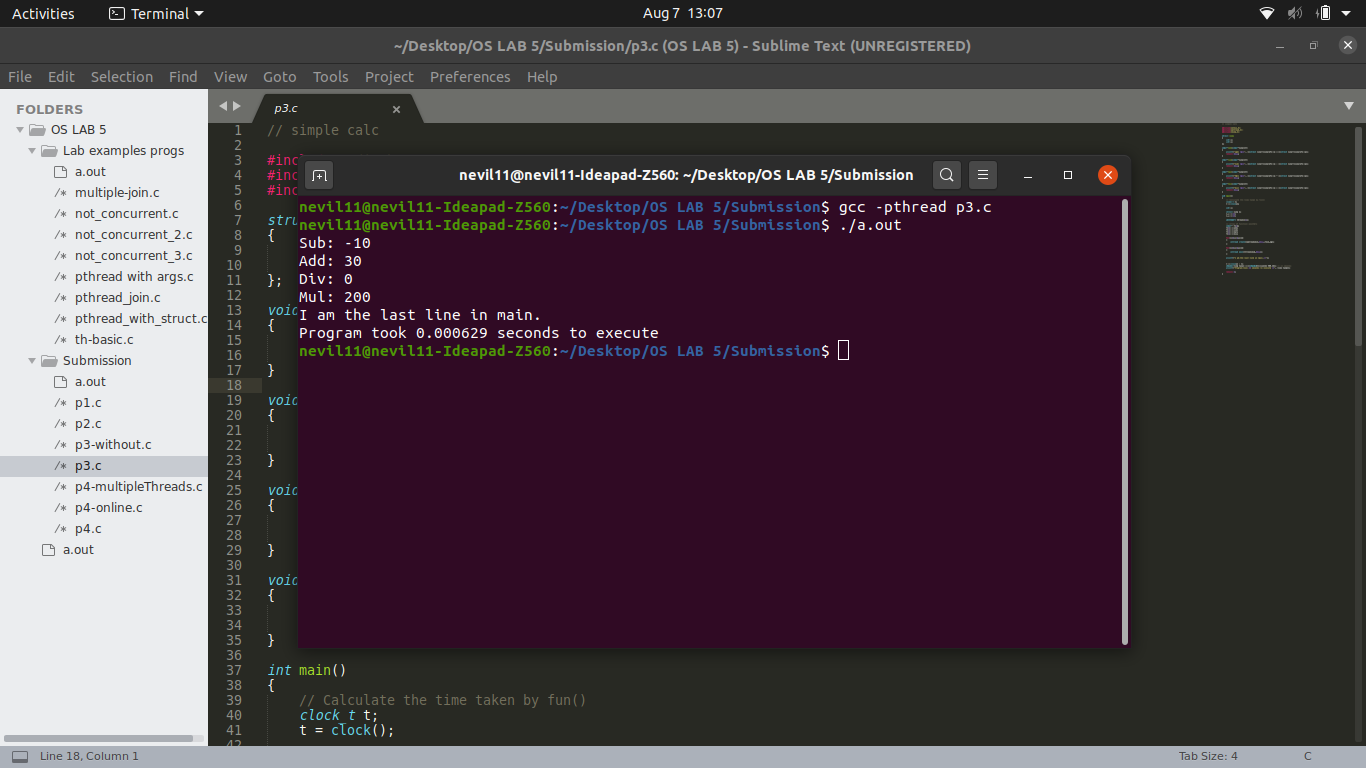 Activities
Terminal
Aug 7 13:07
~/Desktop/OS LAB 5/Submission/p3.c (OS LAB 5) - Sublime Text (UNREGISTERED)
File Edit Selection Find View Goto Tools Project Preferences Help
FOLDERS
OS LAB 5
Lab examples progs
a.out
/* multiple-join.c
/* not_concurrent.c
/* not_concurrent_2.c
/* not_concurrent_3.c
/* pthread with args.c
/* pthread_join.c
/* pthread_with_struct.c
/* th-basic.c
Submission
a.out
/* p1.c
/* p2.c
/* p3-without.c
/* p3.c
/* p4-multipleThreads.c
/* p4-online.c
/* p4.c
a.out
p3.c
1 // simple calc
2
3 #inc
4 #inc
5 #inc
6
7 stru
8 {
9
10
11 };
12
13 void
14 {
15
16
17 }
18
19 void
20 {
21
22
23 }
24
25 void
26 {
27
28
29 }
30
31 void
32 {
33
34
35 }
36
37 int main()
38 {
39 // Calculate the time taken by fun()
40 clock_t t;
41 t = clock();
42
nevil11@nevil11-Ideapad-Z560: ~/Desktop/OS LAB 5/Submission
nevil11@nevil11-Ideapad-Z560:~/Desktop/OS LAB 5/Submission$ gcc -pthread p3.c
nevil11@nevil11-Ideapad-Z560:~/Desktop/OS LAB 5/Submission$ ./a.out
Sub: -10
Add: 30
Div: 0
Mul: 200
I am the last line in main.
Program took 0.000629 seconds to execute
nevil11@nevil11-Ideapad-Z560:~/Desktop/OS LAB 5/Submission$
Line 18, Column 1
Tab Size: 4
C